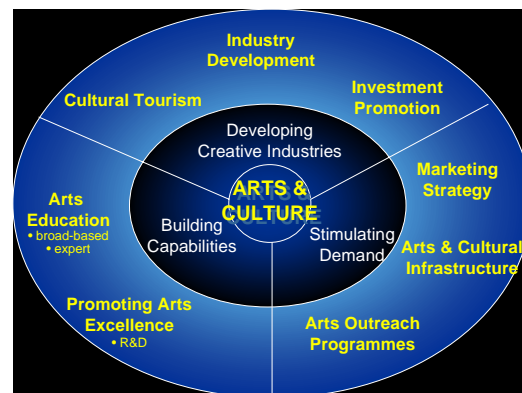 Industry
Development
Cultural Tourism
Investment
Promotion
Developing
Creative Industries
Marketing
Strategy
ARTS &
CULTURE
Arts
Education
• broad-based
• expert
Building
Capabilities
Stimulating
Demand
Arts & Cultural
Infrastructure
Promoting Arts
Excellence
• R&D
Arts Outreach
Programmes